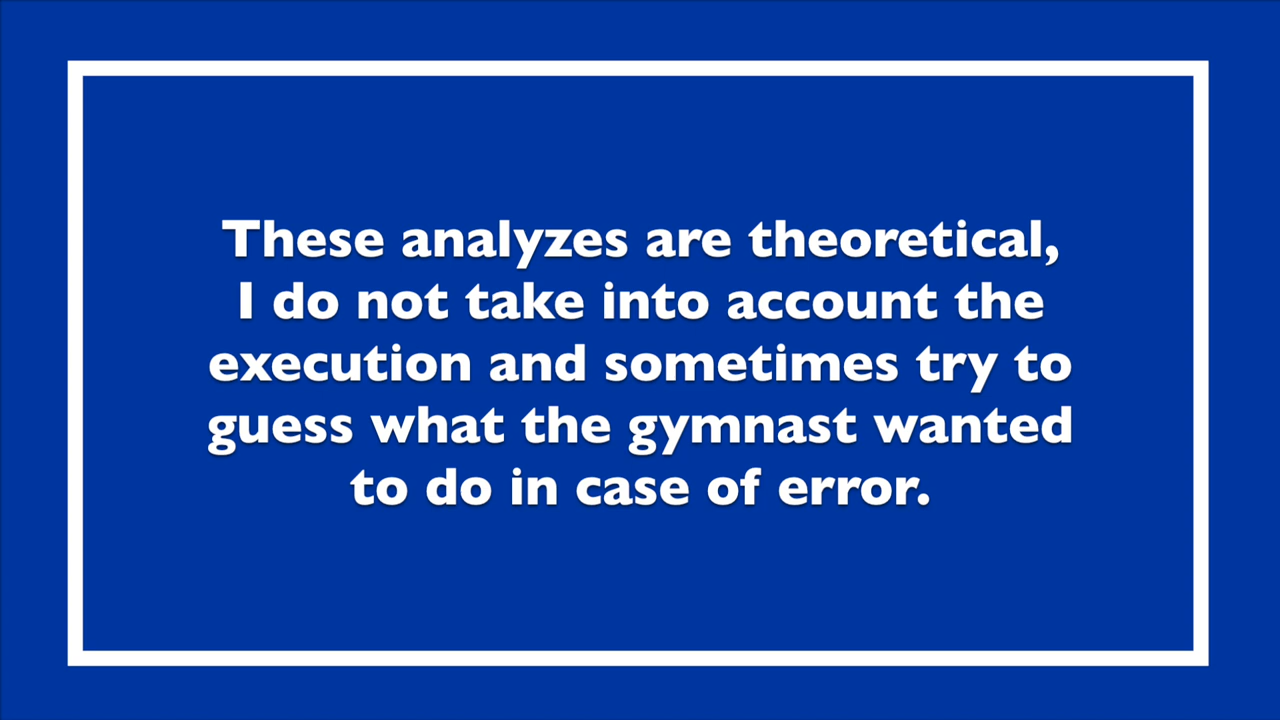 These analyzes are theoretical,
I do not take into account the
execution and sometimes try to
guess what the gymnast wanted
to do in case of error.